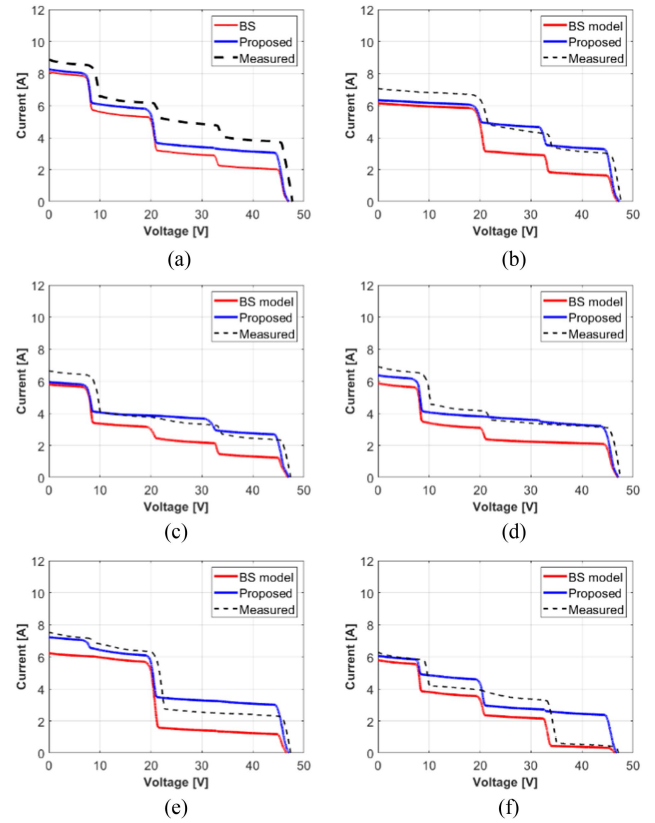 12
10
8
6
4
2
0
Current [A]
BS
Proposed
Measured
0 10 20 30 40 50
Voltage [V]
(a)
12
10
8
6
4
2
0
Current [A]
BS model
Proposed
Measured
0 10 20 30 40 50
Voltage [V]
(b)
12
10
8
6
4
2
0
Current [A]
BS model
Proposed
Measured
0 10 20 30 40 50
Voltage [V]
(c)
12
10
8
6
4
2
0
Current [A]
BS model
Proposed
Measured
0 10 20 30 40 50
Voltage [V]
(d)
12
10
8
6
4
2
0
Current [A]
BS model
Proposed
Measured
0 10 20 30 40 50
Voltage [V]
(e)
12
10
8
6
4
2
0
Current [A]
BS model
Proposed
Measured
0 10 20 30 40 50
Voltage [V]
(f)